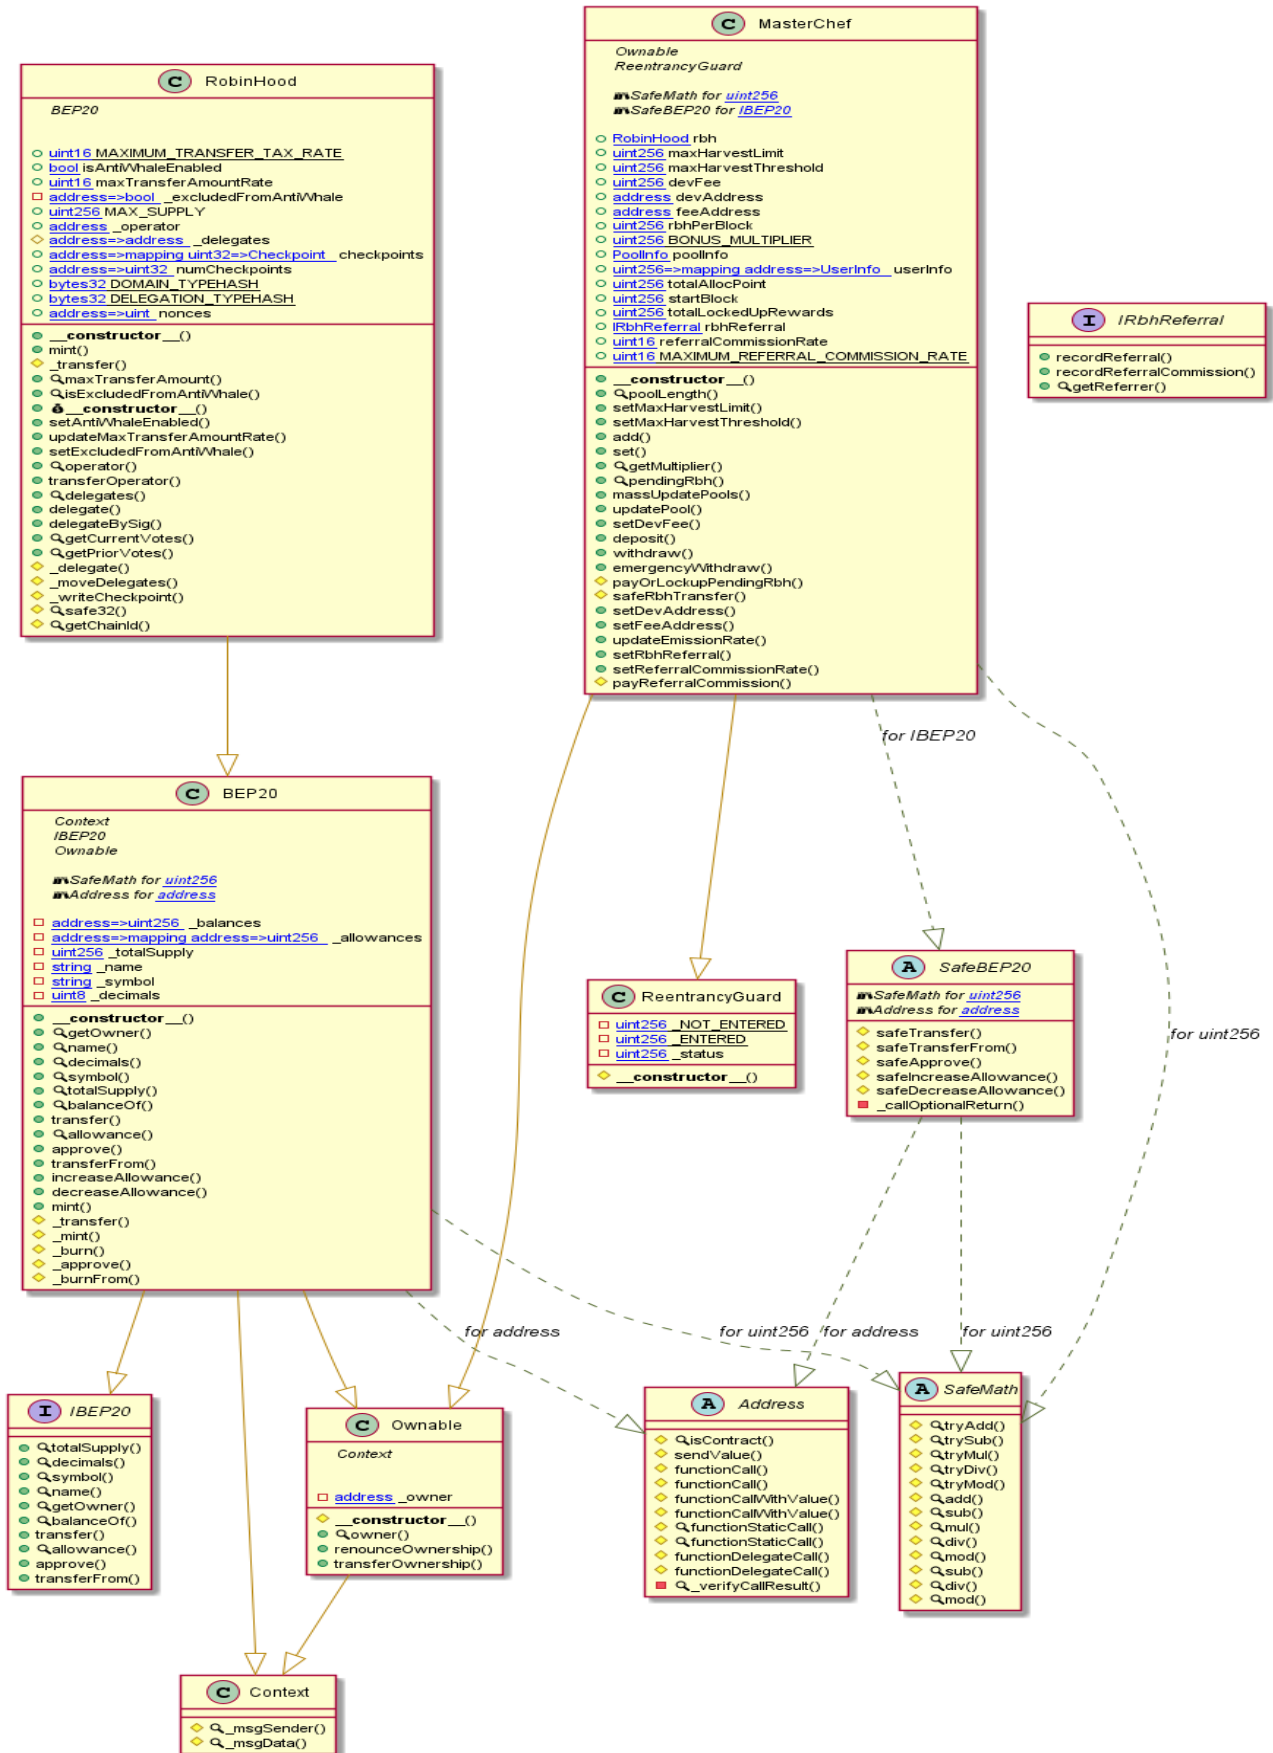 C RobinHood
BEP20
uint16 MAXIMUM_TRANSFER_TAX_RATE
bool isAntiWhaleEnabled
uint16 maxTransferAmountRate
address=>bool _excludedFromAntiWhale
uint256 MAX_SUPPLY
address _operator
address=>address _delegates
address=>mapping uint32=>Checkpoint checkpoints
address=>uint32 numCheckpoints
bytes32 DOMAIN_TYPEHASH
bytes32 DELEGATION_TYPEHASH
address=>uint nonces
__constructor__()
mint()
_transfer()
maxTransferAmount()
isExcludedFromAntiWhale()
__constructor__()
setAntiWhaleEnabled()
updateMaxTransferAmountRate()
setExcludedFromAntiWhale()
operator()
transferOperator()
delegates()
delegate()
delegateBySig()
getCurrentVotes()
getPriorVotes()
_delegate()
_moveDelegates()
_writeCheckpoint()
safe32()
getChainId()
C MasterChef
Ownable
ReentrancyGuard
SafeMath for uint256
SafeBEP20 for IBEP20
RobinHood rbh
uint256 maxHarvestLimit
uint256 maxHarvestThreshold
uint256 devFee
address devAddress
address feeAddress
uint256 rbhPerBlock
uint256 BONUS_MULTIPLIER
PoolInfo poolInfo
uint256=>mapping address=>UserInfo userInfo
uint256 totalAllocPoint
uint256 startBlock
uint256 totalLockedUpRewards
IRbhReferral rbhReferral
uint16 referralCommissionRate
uint16 MAXIMUM_REFERRAL_COMMISSION_RATE
__constructor__()
poolLength()
setMaxHarvestLimit()
setMaxHarvestThreshold()
add()
set()
getMultiplier()
pendingRbh()
massUpdatePools()
updatePool()
setDevFee()
deposit()
withdraw()
emergencyWithdraw()
payOrLockupPendingRbh()
safeRbhTransfer()
setDevAddress()
setFeeAddress()
updateEmissionRate()
setRbhReferral()
setReferralCommissionRate()
payReferralCommission()
I IRbhReferral
recordReferral()
recordReferralCommission()
getReferrer()
for IBEP20
for uint256
C BEP20
Context
IBEP20
Ownable
SafeMath for uint256
Address for address
address=>uint256 _balances
address=>mapping address=>uint256 _allowances
uint256 _totalSupply
string _name
string _symbol
uint8 _decimals
__constructor__()
getOwner()
name()
decimals()
symbol()
totalSupply()
balanceOf()
transfer()
allowance()
approve()
transferFrom()
increaseAllowance()
decreaseAllowance()
mint()
_transfer()
_mint()
_burn()
_approve()
_burnFrom()
C ReentrancyGuard
uint256 _NOT_ENTERED
uint256 _ENTERED
uint256 _status
__constructor__()
A SafeBEP20
SafeMath for uint256
Address for address
safeTransfer()
safeTransferFrom()
safeApprove()
safeIncreaseAllowance()
safeDecreaseAllowance()
_callOptionalReturn()
for address
for uint256
for address
for uint256
I IBEP20
totalSupply()
decimals()
symbol()
name()
getOwner()
balanceOf()
transfer()
allowance()
approve()
transferFrom()
C Ownable
Context
address _owner
__constructor__()
owner()
renounceOwnership()
transferOwnership()
A Address
isContract()
sendValue()
functionCall()
functionCall()
functionCallWithValue()
functionCallWithValue()
functionStaticCall()
functionStaticCall()
functionDelegateCall()
functionDelegateCall()
_verifyCallResult()
A SafeMath
tryAdd()
trySub()
tryMul()
tryDiv()
tryMod()
add()
sub()
mul()
div()
mod()
sub()
div()
mod()
C Context
_msgSender()
_msgData()